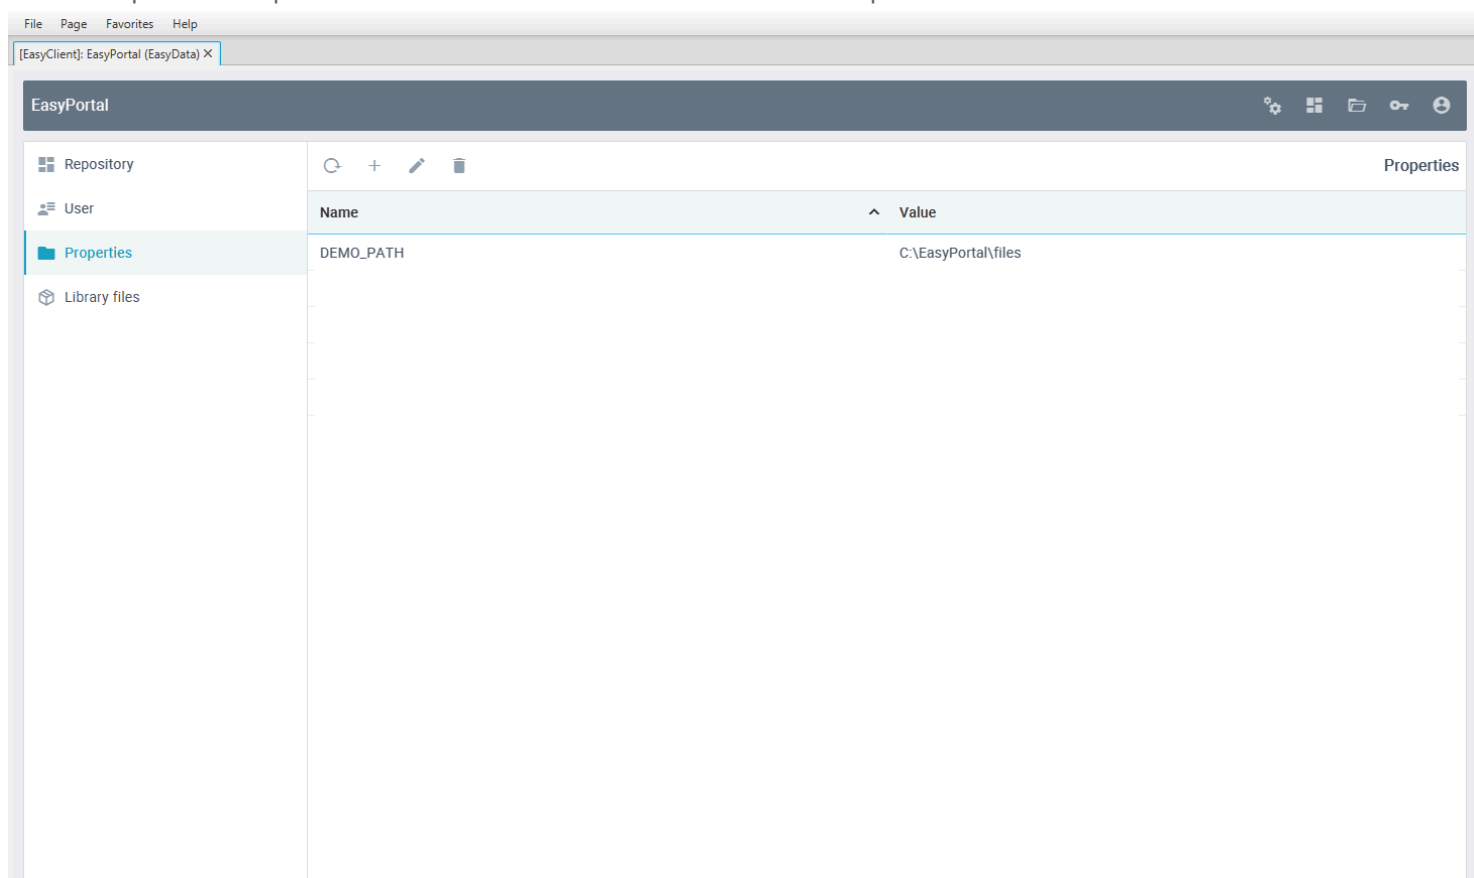 File Page Favorites Help
[EasyClient]: EasyPortal (EasyData) X
EasyPortal
Repository
User
Properties
Library files
Properties
Name Value
DEMO_PATH C:\EasyPortal\files